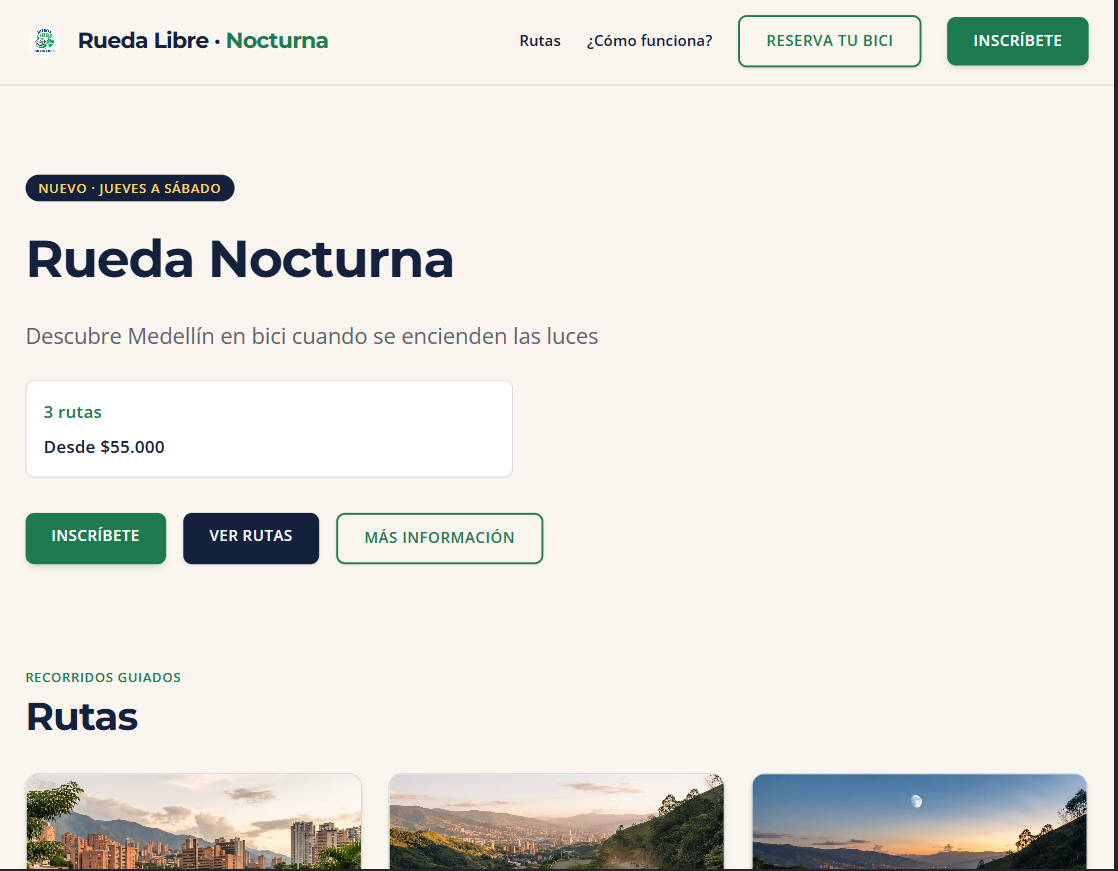 Rueda Libre · Nocturna
Rutas
¿Cómo funciona?
RESERVA TU BICI
INSCRÍBETE
NUEVO · JUEVES A SÁBADO
Rueda Nocturna
Descubre Medellín en bici cuando se encienden las luces
3 rutas
Desde $55.000
INSCRÍBETE
VER RUTAS
MÁS INFORMACIÓN
RECORRIDOS GUIADOS
Rutas